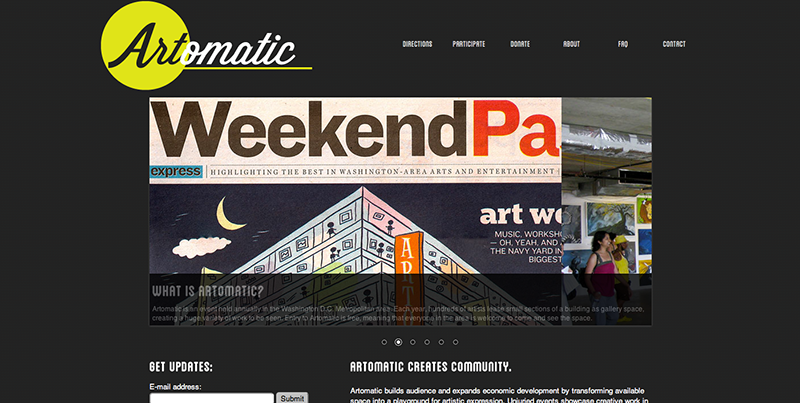 Artomatic
DIRECTIONS PARTICIPATE DONATE ABOUT FAQ CONTACT
WeekendPa
express HIGHLIGHTING THE BEST IN WASHINGTON-AREA ARTS AND ENTERTAINMENT
art wo
MUSIC, WORKSHO
— OH, YEAH. AND
THE NAVY YARD IN
BIGGEST
ART
WHAT IS ARTOMATIC?
Artomatic is an event held annually in the Washington D.C. Metropolitan area. Each year, hundreds of artists lease small sections of a building as gallery space,
creating a huge variety of work to be seen. Entry to Artomatic is free, meaning that everyone in the area is welcome to come and see the space.
GET UPDATES:
E-mail address:
Submit
ARTOMATIC CREATES COMMUNITY.
Artomatic builds audience and expands economic development by transforming available
space into a playground for artistic expression. Unjuried events showcase creative work in